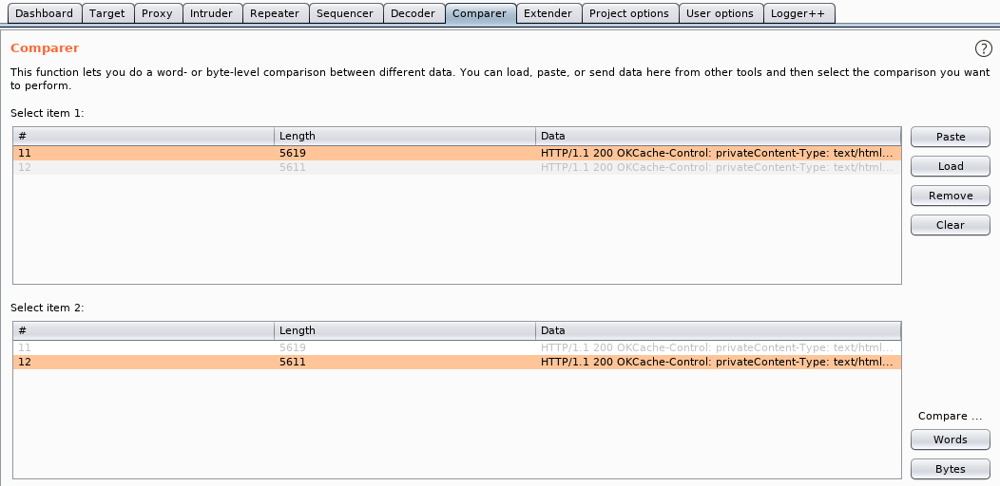 Dashboard Target Proxy Intruder Repeater Sequencer Decoder Comparer Extender Project options User options Logger++
Comparer
?
This function lets you do a word- or byte-level comparison between different data. You can load, paste, or send data here from other tools and then select the comparison you want
to perform.
Select item 1:
# Length Data
11 5619 HTTP/1.1 200 OKCache-Control: privateContent-Type: text/html...
12 5611 HTTP/1.1 200 OKCache-Control: privateContent-Type: text/html...
Paste
Load
Remove
Clear
Select item 2:
# Length Data
11 5619 HTTP/1.1 200 OKCache-Control: privateContent-Type: text/html...
12 5611 HTTP/1.1 200 OKCache-Control: privateContent-Type: text/html...
Compare ...
Words
Bytes